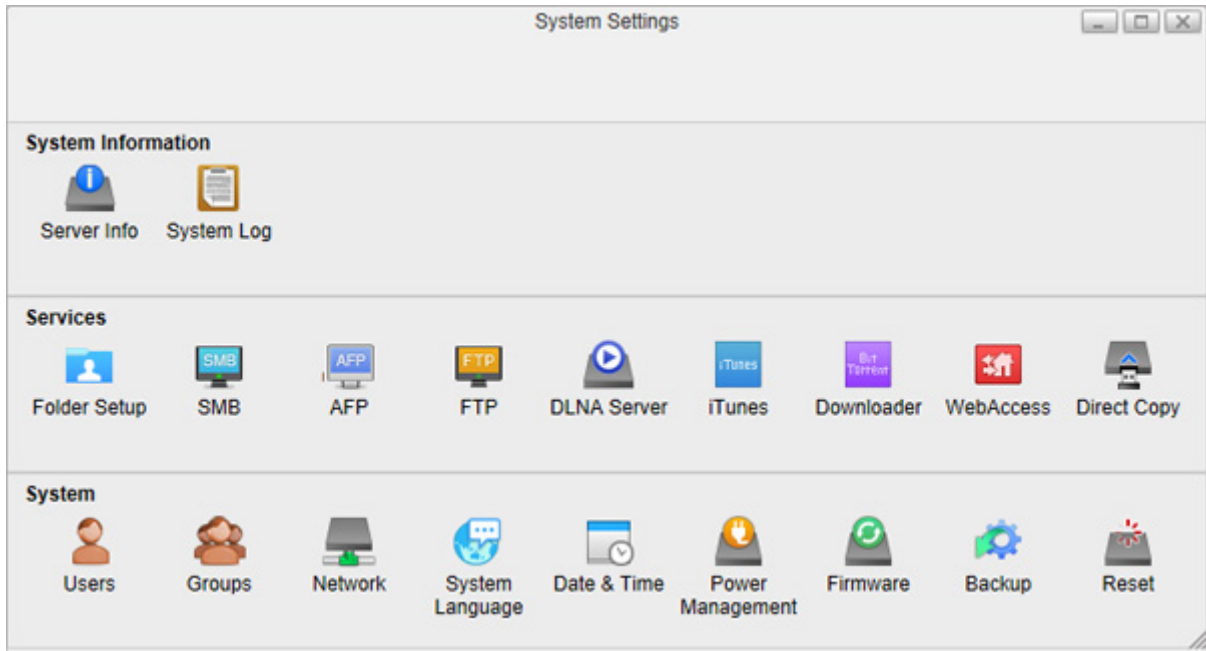 System Settings
System Information
Server Info System Log
Services
SMB AFP FTP iTunes Bit Torrent
Folder Setup SMB AFP FTP DLNA Server iTunes Downloader WebAccess Direct Copy
System
Users Groups Network System Language Date & Time Power Management Firmware Backup Reset